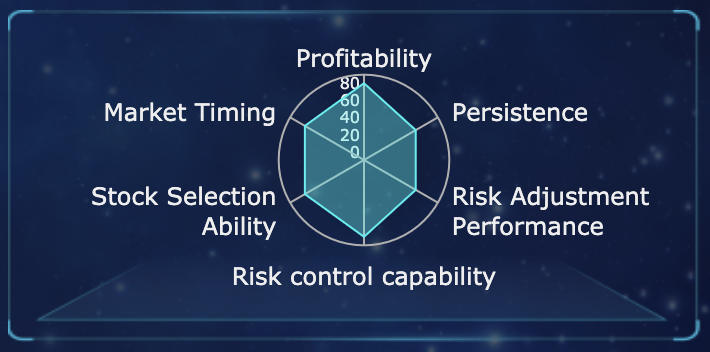 Profitability
80
60
40
20
0
Market Timing
Persistence
Stock Selection
Ability
Risk Adjustment
Performance
Risk control capability